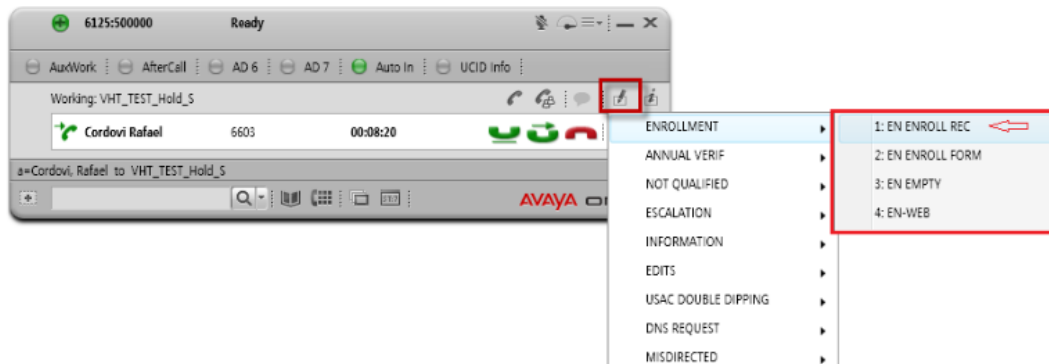 6125:500000 Ready
AuxWork AfterCall AD 6 AD 7 Auto In UCID Info
Working: VHT_TEST_Hold_S
Cordovi Rafael 6603 00:08:20
a=Cordovi, Rafael to VHT_TEST_Hold_S
AVAYA
ENROLLMENT
ANNUAL VERIF
NOT QUALIFIED
ESCALATION
INFORMATION
EDITS
USAC DOUBLE DIPPING
DNS REQUEST
MISDIRECTED
1: EN ENROLL REC
2: EN ENROLL FORM
3: EN EMPTY
4: EN-WEB